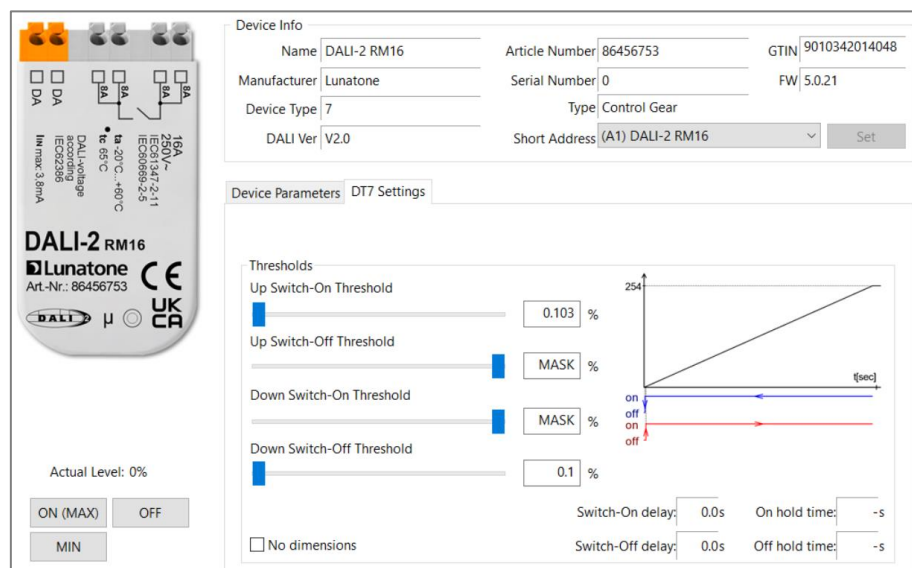 DA
DA
8A
8A
8A
8A
IIN max: 3,8mA
DALI-voltage
according
IEC62386
tc 65°C
ta -20°C...+60°C
IEC60669-2-5
IEC61347-2-11
250V~
16A
DALI-2 RM16
Lunatone
Art.-Nr.: 86456753
CE
UK
CA
DALI 2
µ
Actual Level: 0%
ON (MAX) OFF
MIN
Device Info
Name DALI-2 RM16 Article Number 86456753 GTIN 9010342014048
Manufacturer Lunatone Serial Number 0 FW 5.0.21
Device Type 7 Type Control Gear
DALI Ver V2.0 Short Address (A1) DALI-2 RM16 Set
Device Parameters DT7 Settings
Thresholds
Up Switch-On Threshold
0.103 %
Up Switch-Off Threshold
MASK %
Down Switch-On Threshold
MASK %
Down Switch-Off Threshold
0.1 %
254
t[sec]
on
off
on
off
Switch-On delay: 0.0s On hold time: -s
No dimensions Switch-Off delay: 0.0s Off hold time: -s